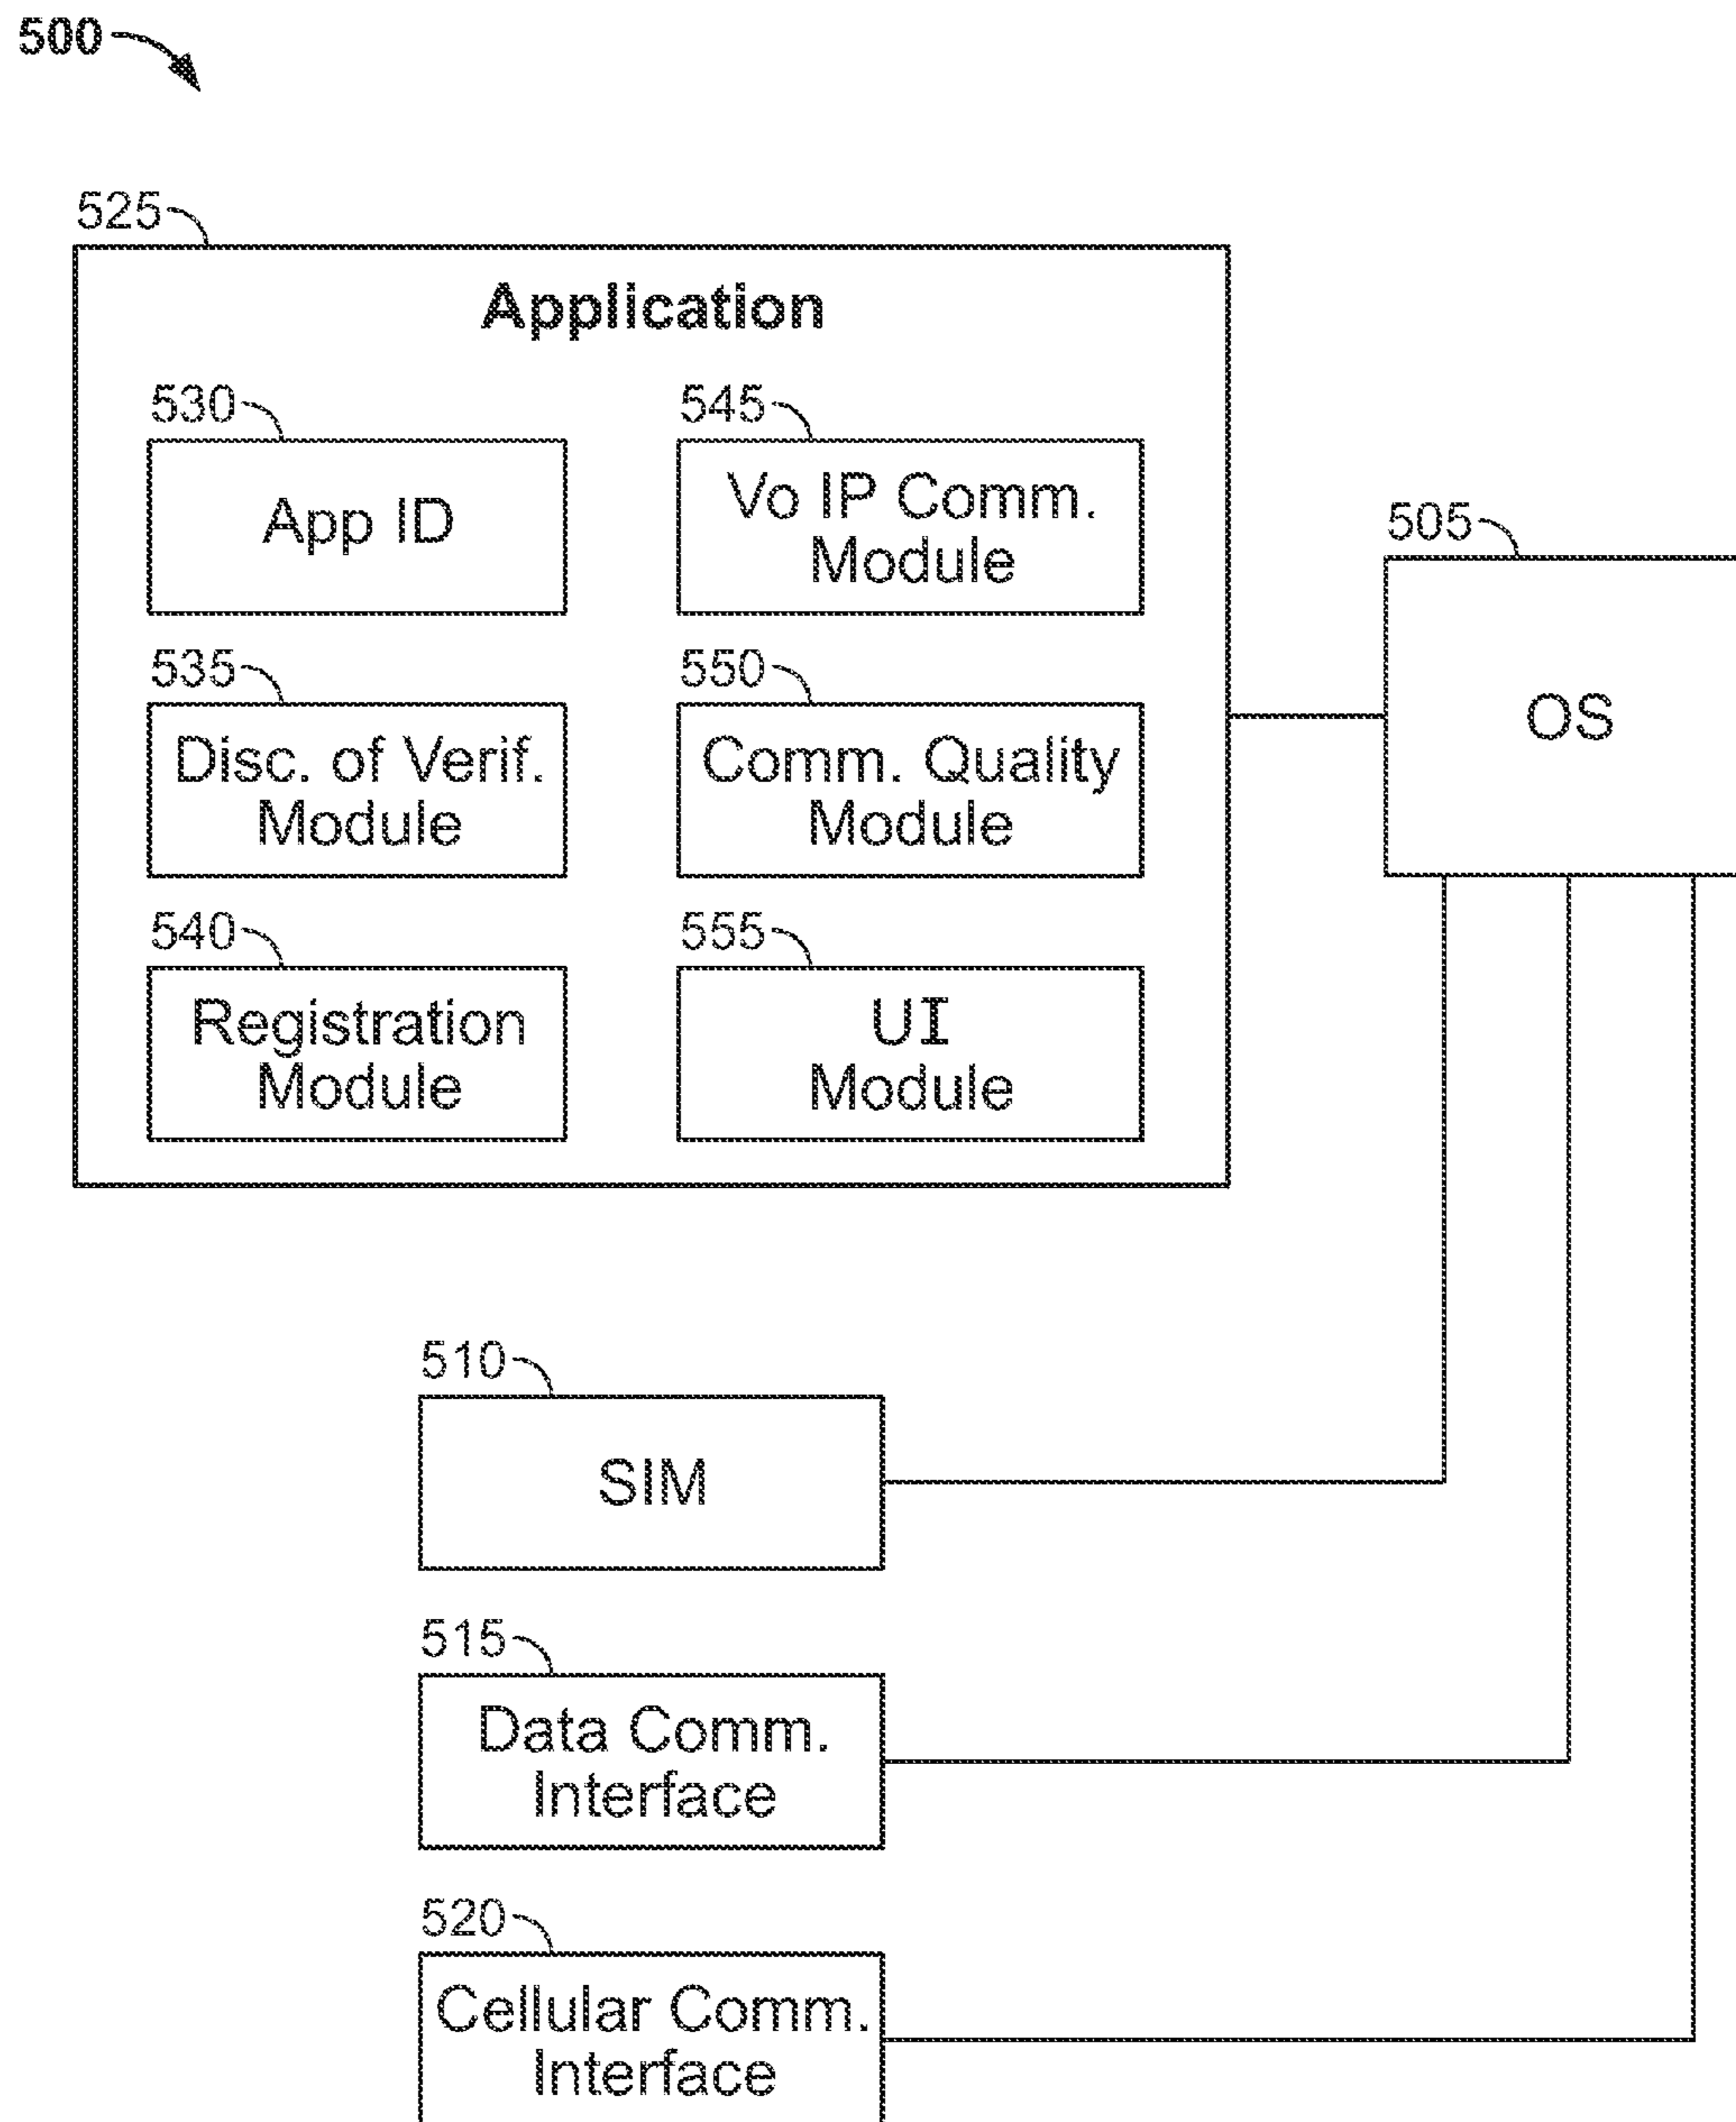 500
525
Application
530
App ID
545
Vo IP Comm.
Module
535
Disc. of Verif.
Module
550
Comm. Quality
Module
540
Registration
Module
555
UI
Module
505
OS
510
SIM
515
Data Comm.
Interface
520
Cellular Comm.
Interface